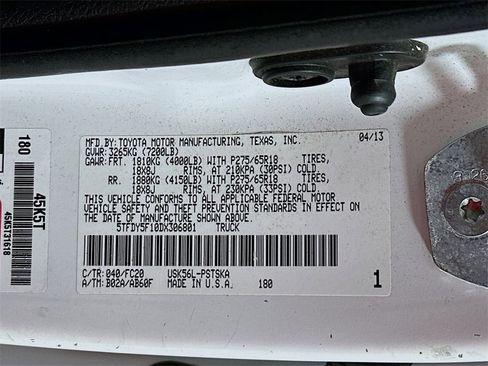 MFD.BY:TOYOTA MOTOR MANUFACTURING, TEXAS, INC. 04/13
GVWR:3265KG (7200LB)
GAWR:FRT. 1810KG (4000LB) WITH P275/65R18 TIRES,
18X8J RIMS, AT 210KPA (30PSI) COLD
RR. 1880KG (4150LB) WITH P275/65R18 TIRES,
18X8J RIMS, AT 230KPA (33PSI) COLD
THIS VEHICLE CONFORMS TO ALL APPLICABLE FEDERAL MOTOR
VEHICLE SAFETY AND THEFT PREVENTION STANDARDS IN EFFECT
ON THE DATE OF MANUFACTURE SHOWN ABOVE.
5TFDY5F10DX306801 TRUCK
C/TR:040/FC20 USK56L-PSTSKA
A/TM:B02A/AB60F MADE IN U.S.A. 180 1
180
45K5T
45K5T31618